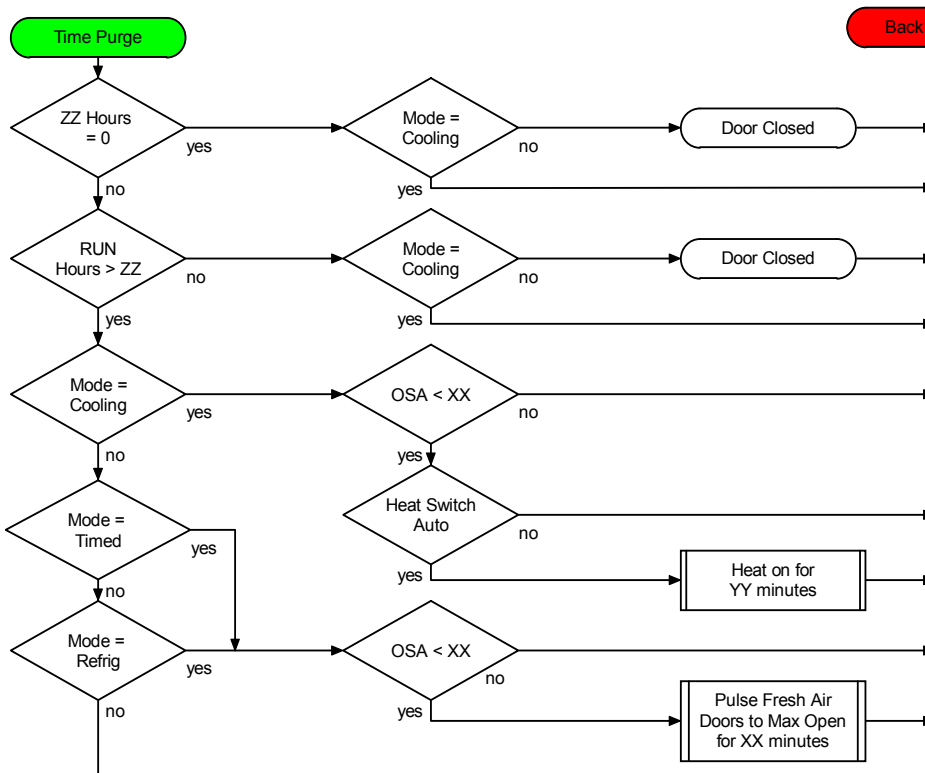 Time Purge
Back
ZZ Hours
= 0
yes
no
Mode =
Cooling
no
yes
Door Closed
RUN
Hours > ZZ
no
yes
Mode =
Cooling
no
yes
Door Closed
Mode =
Cooling
yes
no
OSA < XX
no
yes
Heat Switch
Auto
no
yes
Heat on for
YY minutes
Mode =
Timed
yes
no
Mode =
Refrig
yes
no
OSA < XX
no
yes
Pulse Fresh Air
Doors to Max Open
for XX minutes